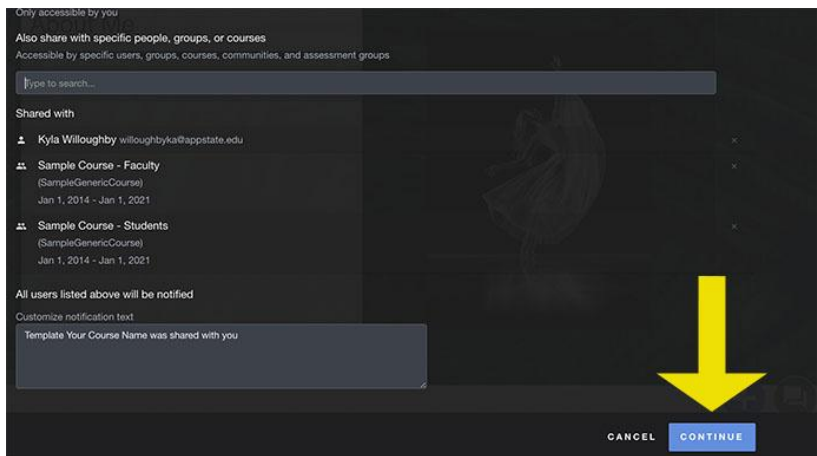 Only accessible by you
About Me
Also share with specific people, groups, or courses
Accessible by specific users, groups, courses, communities, and assessment groups
Type to search...
Shared with
Kyla Willoughby willoughbyka@appstate.edu
Sample Course - Faculty
(SampleGenericCourse)
Jan 1, 2014 - Jan 1, 2021
Sample Course - Students
(SampleGenericCourse)
Jan 1, 2014 - Jan 1, 2021
All users listed above will be notified
Customize notification text
Template Your Course Name was shared with you
CANCEL CONTINUE